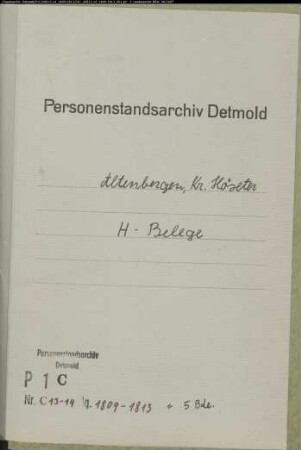 Personenstandsarchiv Detmold
Altenbergen, Kr. Höxter
H - Belege
Personenstandsarchiv
Detmold
P 1 C
Nr. C 13-14 1809-1813 5 Bde.